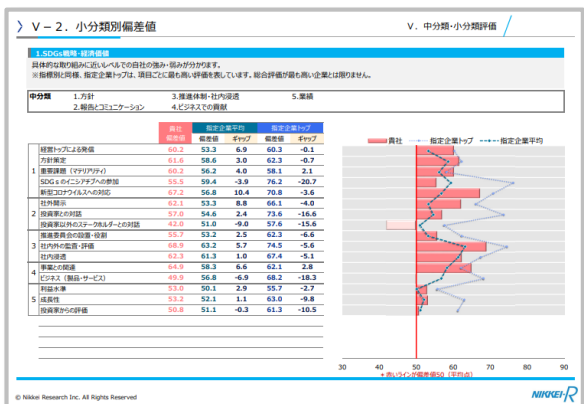 Ⅴ－２．小分類別偏差値
Ⅴ．中分類・小分類評価
1.SDGs戦略・経済価値
具体的な取り組みに近いレベルでの自社の強み・弱みが分かります。
※指標別と同様、指定企業トップは、項目ごとに最も高い評価を表しています。総合評価が最も高い企業とは限りません。
中分類 1.方針 3.推進体制・社内浸透 5.業績
2.報告とコミュニケーション 4.ビジネスでの貢献
貴社 指定企業平均 指定企業トップ
偏差値 偏差値 ギャップ 偏差値 ギャップ
1
経営トップによる発信 60.2 53.3 6.9 60.3 -0.1
方針策定 61.6 58.6 3.0 62.3 -0.7
重要課題（マテリアリティ） 60.2 56.2 4.0 58.1 2.1
SDGｓのイニシアチブへの参加 55.5 59.4 -3.9 76.2 -20.7
新型コロナウイルスへの対応 67.2 56.8 10.4 70.8 -3.6
2
社外開示 62.1 53.3 8.8 66.1 -4.0
投資家との対話 57.0 54.6 2.4 73.6 -16.6
投資家以外のステークホルダーとの対話 42.0 51.0 -9.0 57.6 -15.6
3
推進委員会の設置・役割 55.7 53.2 2.5 62.3 -6.6
社内外の監査・評価 68.9 63.2 5.7 74.5 -5.6
社内浸透 62.3 61.3 1.0 67.4 -5.1
4
事業との関連 64.9 58.3 6.6 62.1 2.8
ビジネス（製品・サービス） 49.9 56.8 -6.9 68.2 -18.3
5
利益水準 53.0 50.1 2.9 55.7 -2.7
成長性 53.2 52.1 1.1 63.0 -9.8
投資家からの評価 50.8 51.1 -0.3 61.3 -10.5
貴社 指定企業トップ 指定企業平均
30 40 50 60 70 80 90
＊赤いラインが偏差値50（平均点）
© Nikkei Research Inc. All Rights Reserved
NIKKEI R